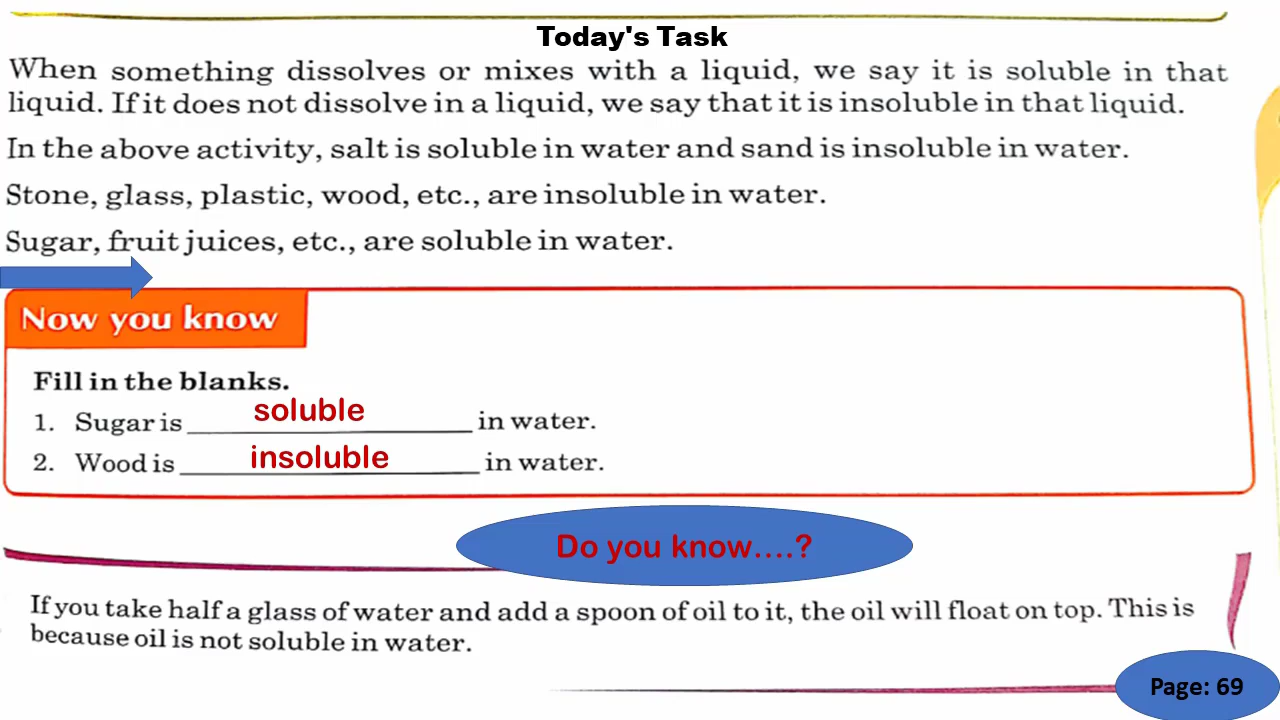 Today's Task
When something dissolves or mixes with a liquid, we say it is soluble in that
liquid. If it does not dissolve in a liquid, we say that it is insoluble in that liquid.
In the above activity, salt is soluble in water and sand is insoluble in water.
Stone, glass, plastic, wood, etc., are insoluble in water.
Sugar, fruit juices, etc., are soluble in water.
Now you know
Fill in the blanks.
1. Sugar is soluble in water.
2. Wood is insoluble in water.
Do you know....?
If you take half a glass of water and add a spoon of oil to it, the oil will float on top. This is
because oil is not soluble in water.
Page: 69